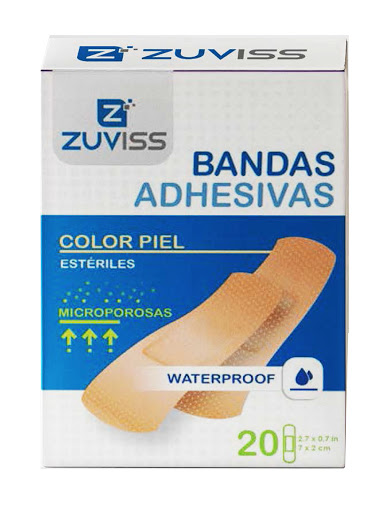 ZUVISS
ZUVISS
BANDAS
ADHESIVAS
COLOR PIEL
ESTÉRILES
MICROPOROSAS
WATERPROOF
20
2.7 x 0.7 in
7 x 2 cm